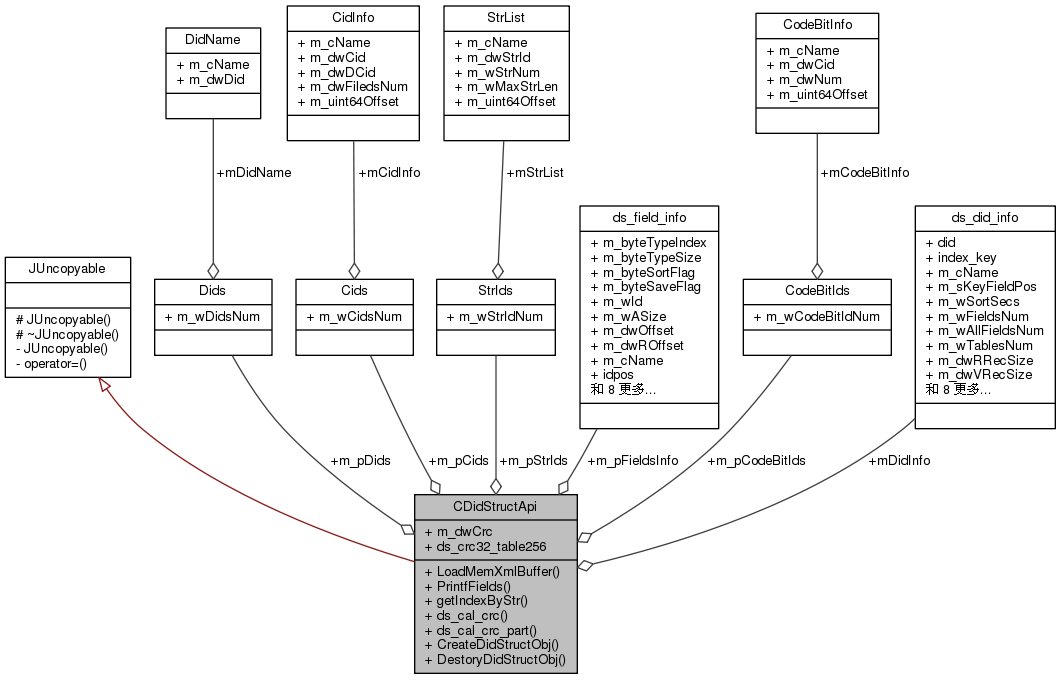 DidName
+ m_cName
+ m_dwDid
CidInfo
+ m_cName
+ m_dwCid
+ m_dwDCid
+ m_dwFiledsNum
+ m_uint64Offset
StrList
+ m_cName
+ m_dwStrId
+ m_wStrNum
+ m_wMaxStrLen
+ m_uint64Offset
CodeBitInfo
+ m_cName
+ m_dwCid
+ m_dwNum
+ m_uint64Offset
+mDidName
+mCidInfo
+mStrList
+mCodeBitInfo
JUncopyable
# JUncopyable()
# ~JUncopyable()
- JUncopyable()
- operator=()
Dids
+ m_wDidsNum
Cids
+ m_wCidsNum
StrIds
+ m_wStrIdNum
ds_field_info
+ m_byteTypeIndex
+ m_byteTypeSize
+ m_byteSortFlag
+ m_byteSaveFlag
+ m_wId
+ m_wASize
+ m_dwOffset
+ m_dwROffset
+ m_cName
+ idpos
和 8 更多...
CodeBitIds
+ m_wCodeBitIdNum
ds_did_info
+ did
+ index_key
+ m_cName
+ m_sKeyFieldPos
+ m_wSortSecs
+ m_wFieldsNum
+ m_wAllFieldsNum
+ m_wTablesNum
+ m_dwRRecSize
+ m_dwVRecSize
和 8 更多...
+m_pDids
+m_pCids
+m_pStrIds
+m_pFieldsInfo
+m_pCodeBitIds
+mDidInfo
CDidStructApi
+ m_dwCrc
+ ds_crc32_table256
+ LoadMemXmlBuffer()
+ PrintfFields()
+ getIndexByStr()
+ ds_cal_crc()
+ ds_cal_crc_part()
+ CreateDidStructObj()
+ DestoryDidStructObj()